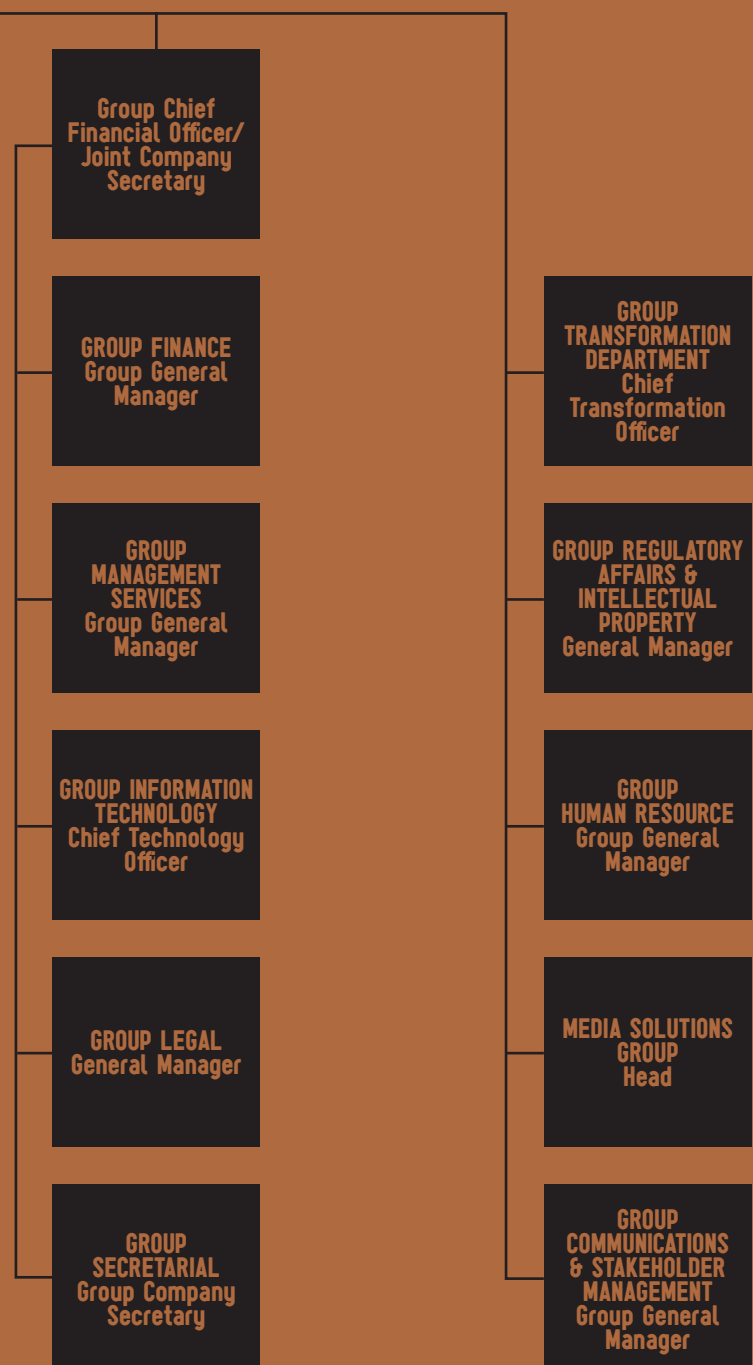 Group Chief
Financial Officer/
Joint Company
Secretary
GROUP FINANCE
Group General
Manager
GROUP
MANAGEMENT
SERVICES
Group General
Manager
GROUP INFORMATION
TECHNOLOGY
Chief Technology
Officer
GROUP LEGAL
General Manager
GROUP
SECRETARIAL
Group Company
Secretary
GROUP
TRANSFORMATION
DEPARTMENT
Chief
Transformation
Officer
GROUP REGULATORY
AFFAIRS &
INTELLECTUAL
PROPERTY
General Manager
GROUP
HUMAN RESOURCE
Group General
Manager
MEDIA SOLUTIONS
GROUP
Head
GROUP
COMMUNICATIONS
& STAKEHOLDER
MANAGEMENT
Group General
Manager